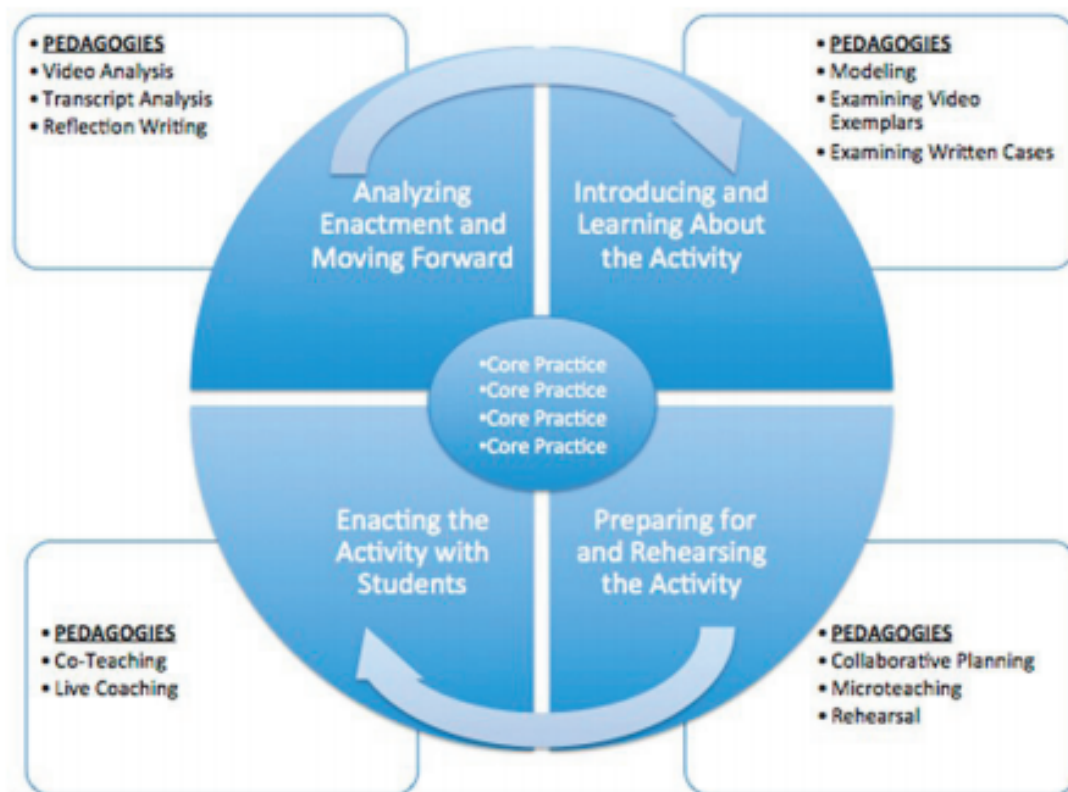 • PEDAGOGIES
• Video Analysis
• Transcript Analysis
• Reflection Writing
• PEDAGOGIES
• Modeling
• Examining Video
Exemplars
• Examining Written Cases
Analyzing
Enactment and
Moving Forward
Introducing and
Learning About
the Activity
•Core Practice
•Core Practice
•Core Practice
•Core Practice
Enacting the
Activity with
Students
Preparing for
and Rehearsing
the Activity
• PEDAGOGIES
• Co-Teaching
• Live Coaching
• PEDAGOGIES
• Collaborative Planning
• Microteaching
• Rehearsal